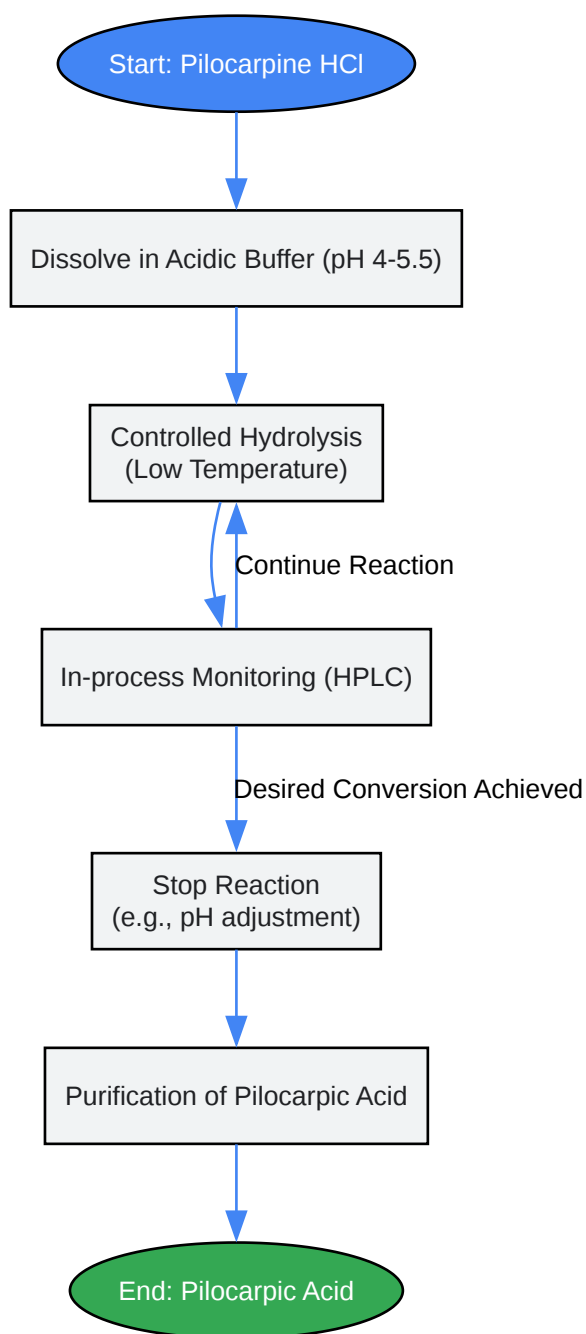 Start: Pilocarpine HCl
Dissolve in Acidic Buffer (pH 4-5.5)
Controlled Hydrolysis
(Low Temperature)
Continue Reaction
In-process Monitoring (HPLC)
Desired Conversion Achieved
Stop Reaction
(e.g., pH adjustment)
Purification of Pilocarpic Acid
End: Pilocarpic Acid